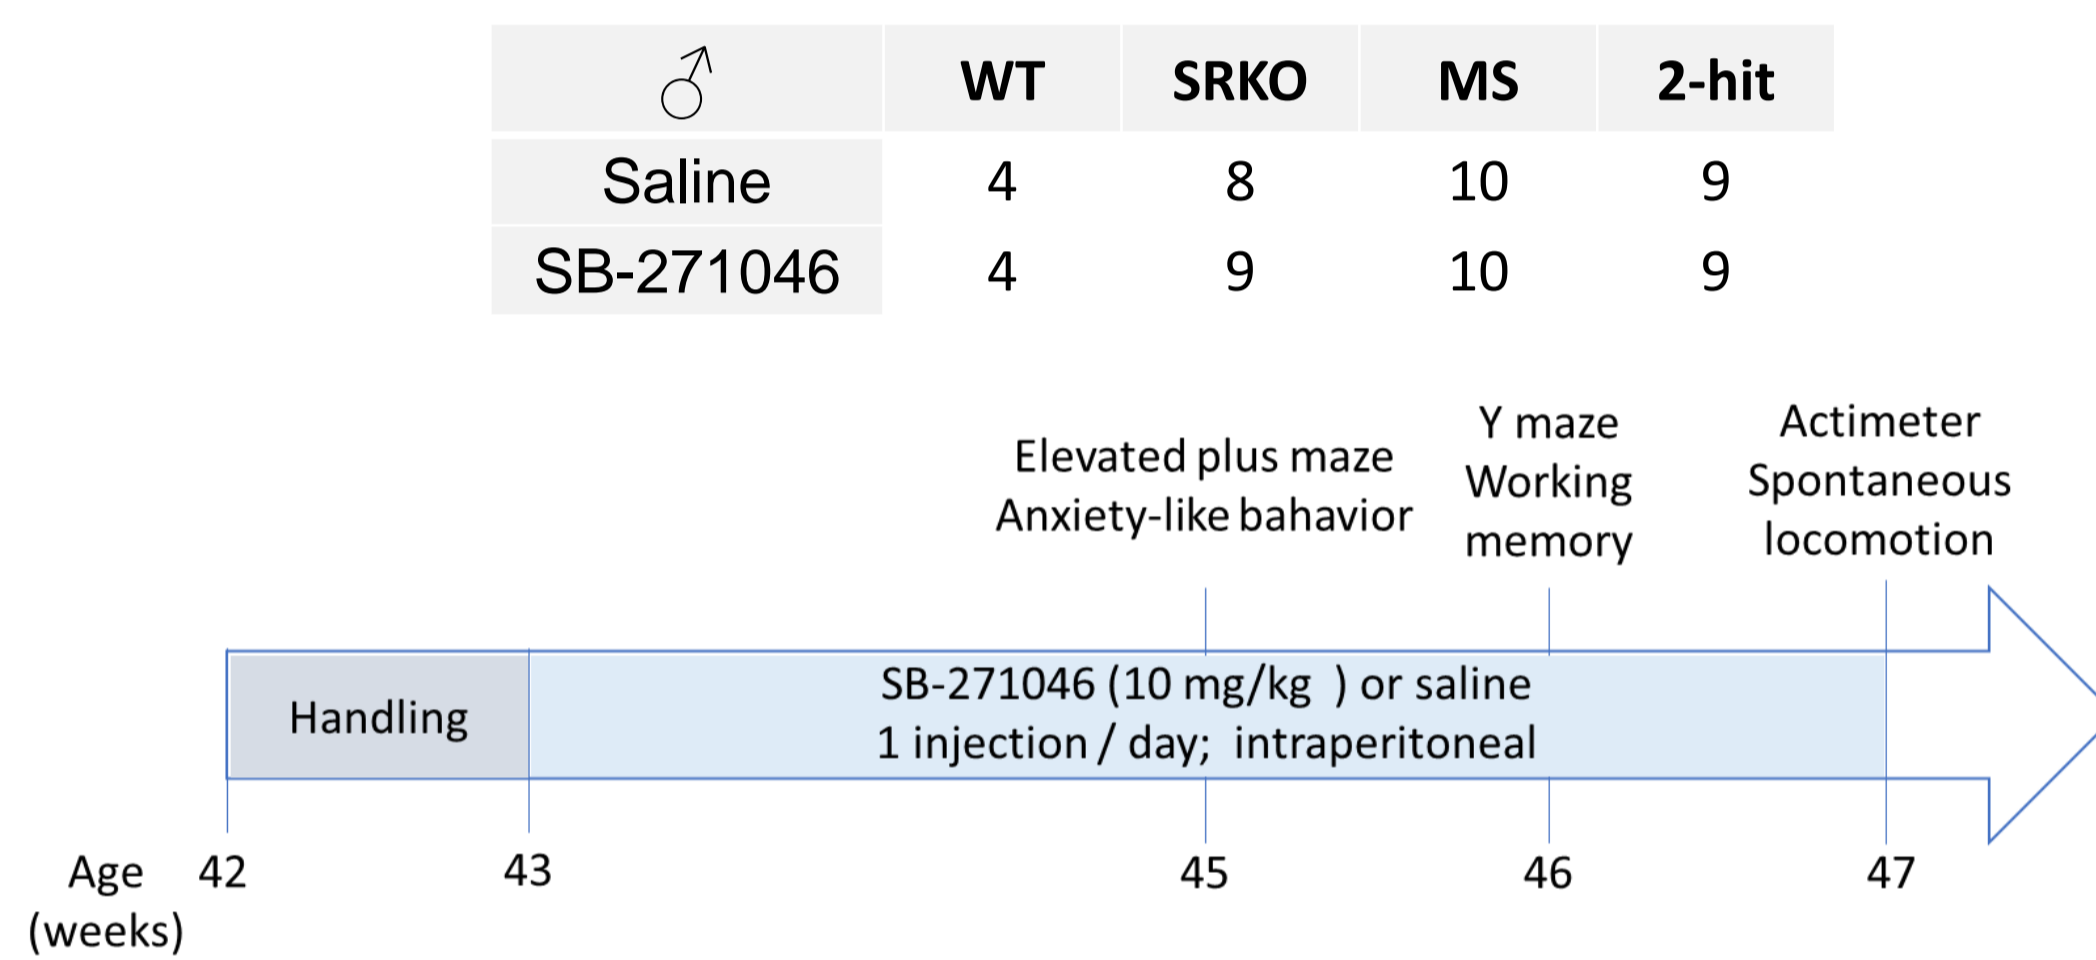 ♂ WT SRKO MS 2-hit
Saline 4 8 10 9
SB-271046 4 9 10 9
Elevated plus maze
Anxiety-like bahavior
Y maze
Working
memory
Actimeter
Spontaneous
locomotion
Handling
SB-271046 (10 mg/kg ) or saline
1 injection / day; intraperitoneal
Age
(weeks)
42 43 45 46 47